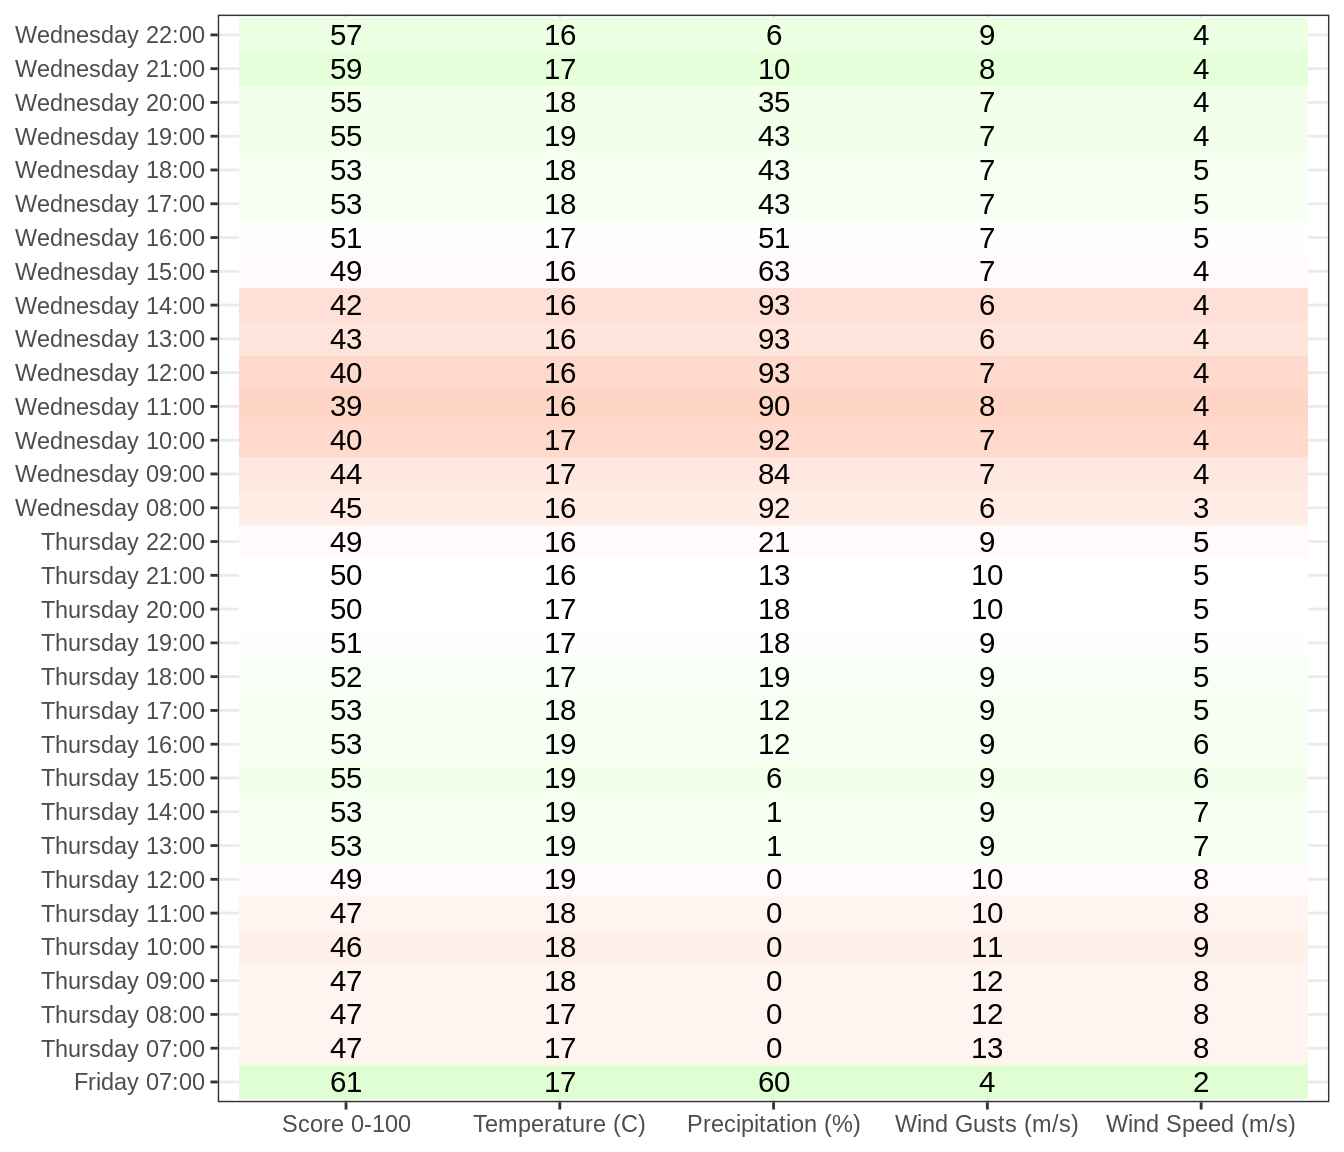 Wednesday 22:00 57 16 6 9 4
Wednesday 21:00 59 17 10 8 4
Wednesday 20:00 55 18 35 7 4
Wednesday 19:00 55 19 43 7 4
Wednesday 18:00 53 18 43 7 5
Wednesday 17:00 53 18 43 7 5
Wednesday 16:00 51 17 51 7 5
Wednesday 15:00 49 16 63 7 4
Wednesday 14:00 42 16 93 6 4
Wednesday 13:00 43 16 93 6 4
Wednesday 12:00 40 16 93 7 4
Wednesday 11:00 39 16 90 8 4
Wednesday 10:00 40 17 92 7 4
Wednesday 09:00 44 17 84 7 4
Wednesday 08:00 45 16 92 6 3
Thursday 22:00 49 16 21 9 5
Thursday 21:00 50 16 13 10 5
Thursday 20:00 50 17 18 10 5
Thursday 19:00 51 17 18 9 5
Thursday 18:00 52 17 19 9 5
Thursday 17:00 53 18 12 9 5
Thursday 16:00 53 19 12 9 6
Thursday 15:00 55 19 6 9 6
Thursday 14:00 53 19 1 9 7
Thursday 13:00 53 19 1 9 7
Thursday 12:00 49 19 0 10 8
Thursday 11:00 47 18 0 10 8
Thursday 10:00 46 18 0 11 9
Thursday 09:00 47 18 0 12 8
Thursday 08:00 47 17 0 12 8
Thursday 07:00 47 17 0 13 8
Friday 07:00 61 17 60 4 2
Score 0-100 Temperature (C) Precipitation (%) Wind Gusts (m/s) Wind Speed (m/s)